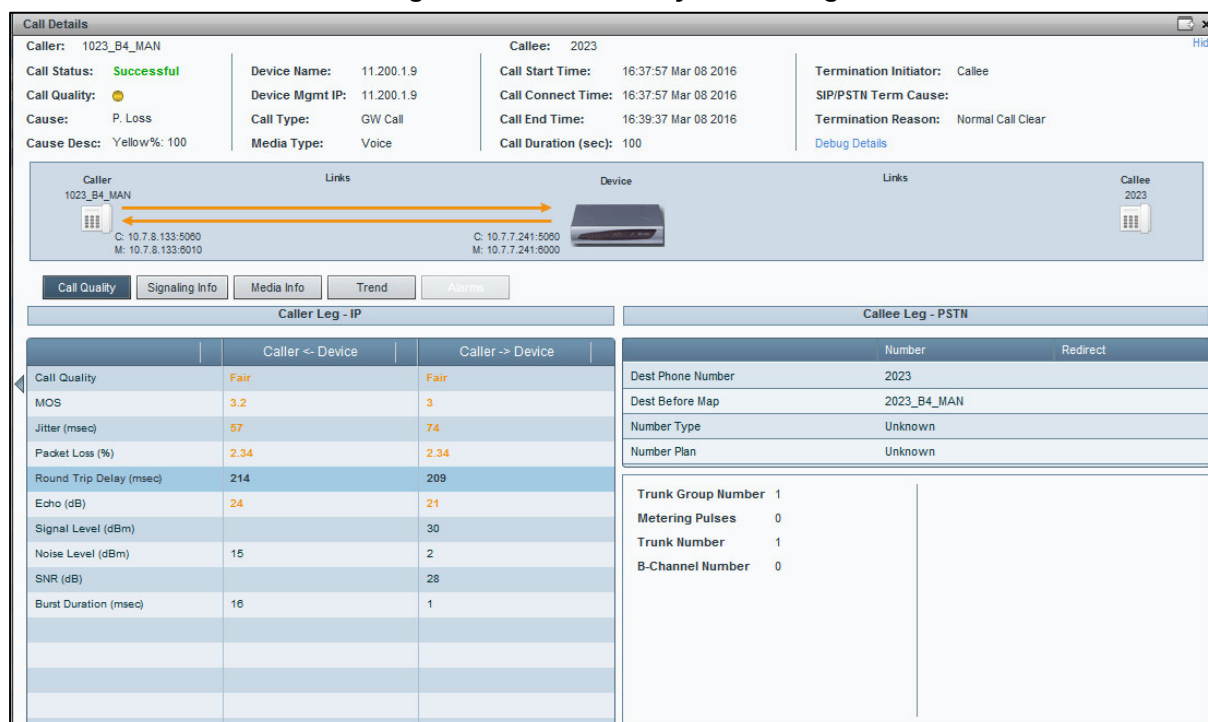 Call Details
Caller: 1023_B4_MAN Callee: 2023
Call Status: Successful Device Name: 11.200.1.9 Call Start Time: 16:37:57 Mar 08 2016 Termination Initiator: Callee
Call Quality: Device Mgmt IP: 11.200.1.9 Call Connect Time: 16:37:57 Mar 08 2016 SIP/PSTN Term Cause:
Cause: P. Loss Call Type: GW Call Call End Time: 16:39:37 Mar 08 2016 Termination Reason: Normal Call Clear
Cause Desc: Yellow%: 100 Media Type: Voice Call Duration (sec): 100 Debug Details
Caller Links Device Links Callee
1023_B4_MAN 2023
C: 10.7.8.133:5060 C: 10.7.7.241:5060
M: 10.7.8.133:6010 M: 10.7.7.241:6000
Call Quality Signaling Info Media Info Trend Alarms
Caller Leg - IP Callee Leg - PSTN
Caller <- Device Caller -> Device Number Redirect
Call Quality Fair Fair Dest Phone Number 2023
MOS 3.2 3 Dest Before Map 2023_B4_MAN
Jitter (msec) 57 74 Number Type Unknown
Packet Loss (%) 2.34 2.34 Number Plan Unknown
Round Trip Delay (msec) 214 209
Echo (dB) 24 21 Trunk Group Number 1
Signal Level (dBm) 30 Metering Pulses 0
Noise Level (dBm) 15 2 Trunk Number 1
SNR (dB) 28 B-Channel Number 0
Burst Duration (msec) 16 1